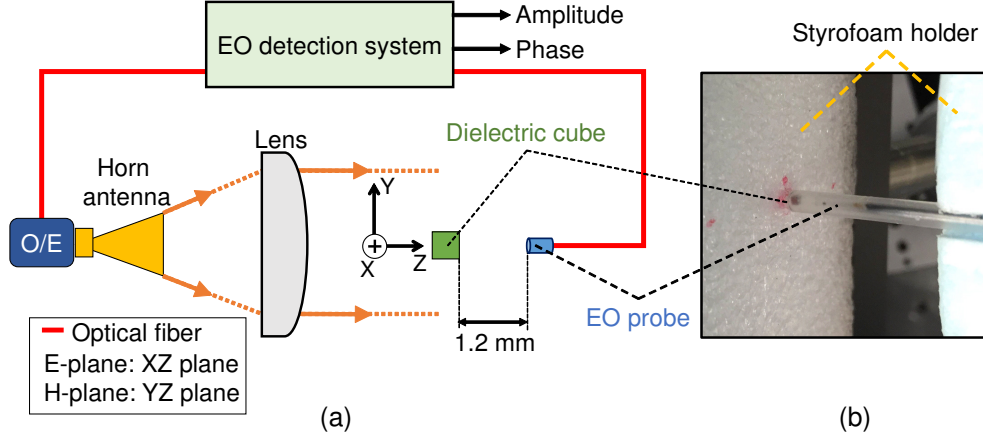 EO detection system
Amplitude
Phase
Styrofoam holder
Dielectric cube
Lens
Horn
antenna
Y
O/E
X
Z
EO probe
1.2 mm
Optical fiber
E-plane: XZ plane
H-plane: YZ plane
(a)
(b)